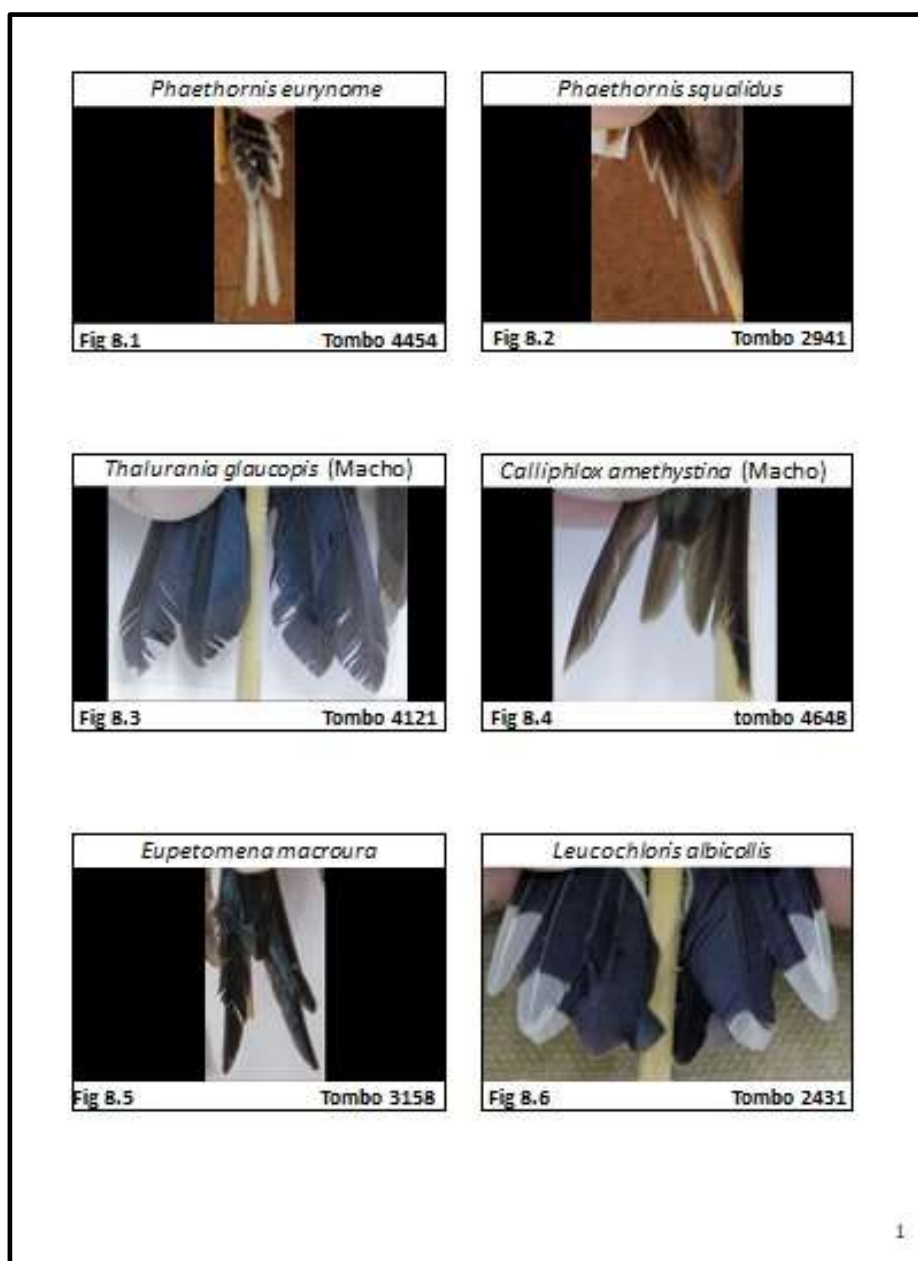 Phaethornis eurynome
Fig 8.1 Tombo 4454
Phaethornis squalidus
Fig 8.2 Tombo 2941
Thalurania glaucopis (Macho)
Fig 8.3 Tombo 4121
Calliphlox amethystina (Macho)
Fig 8.4 tombo 4648
Eupetomena macroura
Fig 8.5 Tombo 3158
Leucochloris albicollis
Fig 8.6 Tombo 2431
1